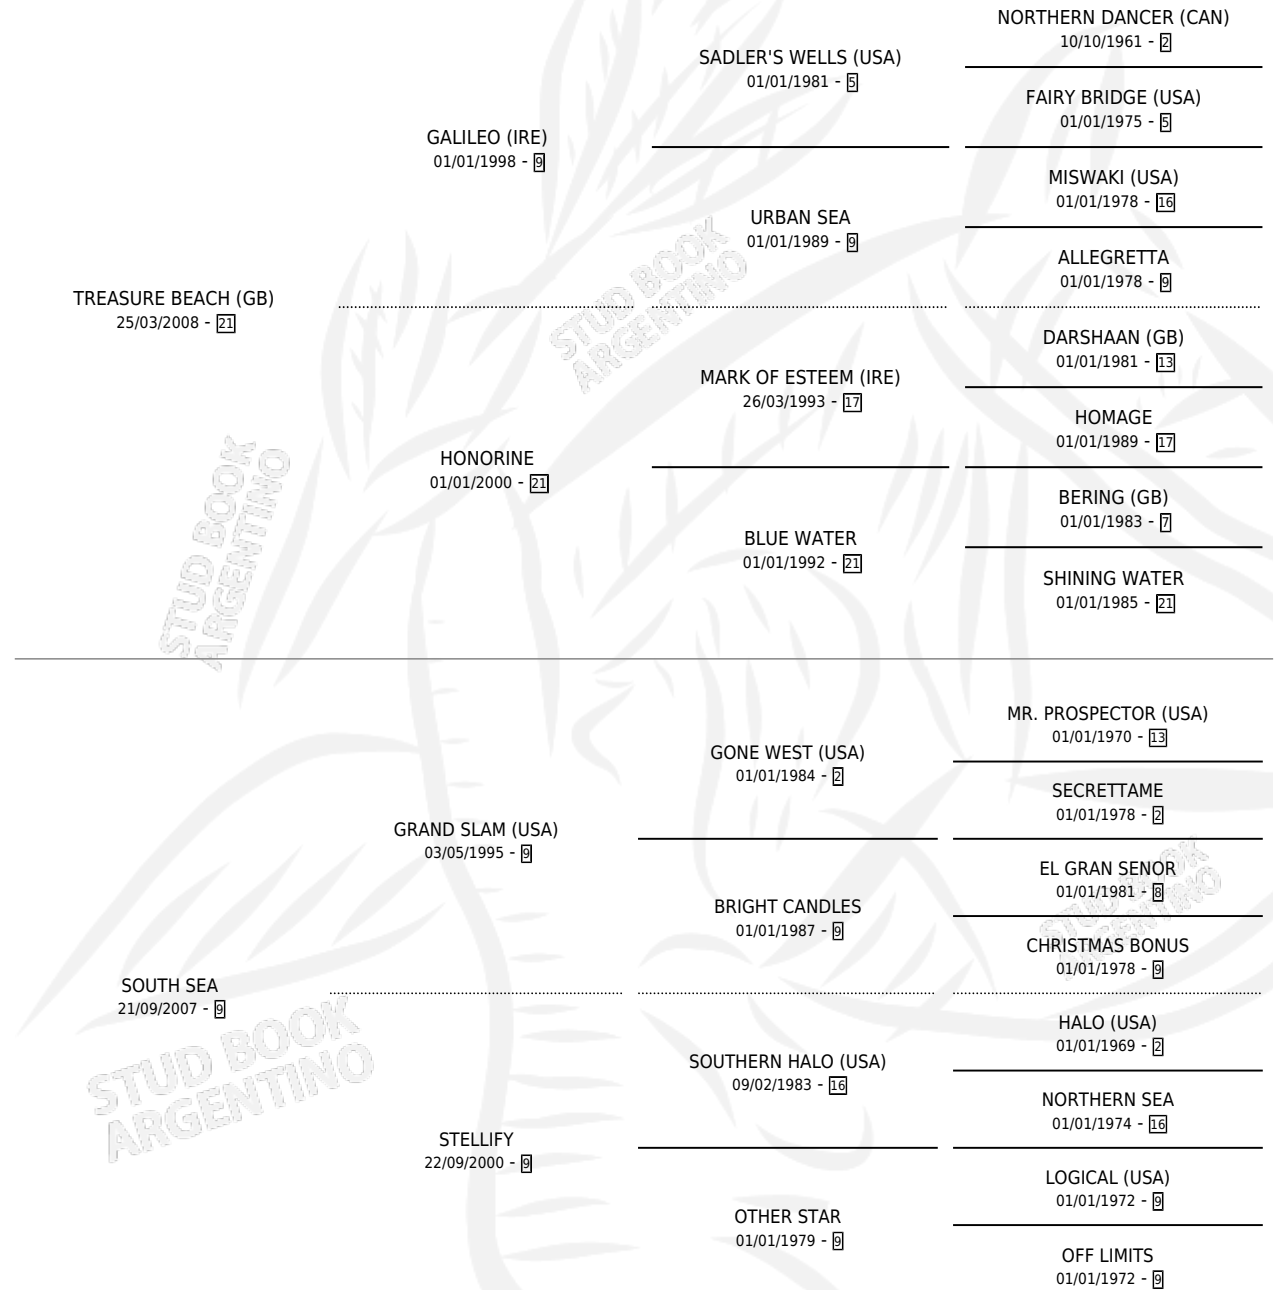 NORTHERN DANCER (CAN)
10/10/1961 - 2
SADLER'S WELLS (USA)
01/01/1981 - 5
FAIRY BRIDGE (USA)
01/01/1975 - 5
GALILEO (IRE)
01/01/1998 - 9
MISWAKI (USA)
01/01/1978 - 16
URBAN SEA
01/01/1989 - 9
ALLEGRETTA
01/01/1978 - 9
TREASURE BEACH (GB)
25/03/2008 - 21
STUD BOOK
ARGENTINO
DARSHAAN (GB)
01/01/1981 - 13
MARK OF ESTEEM (IRE)
26/03/1993 - 17
HOMAGE
01/01/1989 - 17
HONORINE
01/01/2000 - 21
BERING (GB)
01/01/1983 - 7
BLUE WATER
01/01/1992 - 21
SHINING WATER
01/01/1985 - 21
STUD BOOK
ARGENTINO
MR. PROSPECTOR (USA)
01/01/1970 - 13
GONE WEST (USA)
01/01/1984 - 2
SECRETTAME
01/01/1978 - 2
GRAND SLAM (USA)
03/05/1995 - 9
EL GRAN SENOR
01/01/1981 - 8
STUD BOOK
ARGENTINO
BRIGHT CANDLES
01/01/1987 - 9
CHRISTMAS BONUS
01/01/1978 - 9
SOUTH SEA
21/09/2007 - 9
HALO (USA)
01/01/1969 - 2
STUD BOOK
ARGENTINO
SOUTHERN HALO (USA)
09/02/1983 - 16
NORTHERN SEA
01/01/1974 - 16
STELLIFY
22/09/2000 - 9
LOGICAL (USA)
01/01/1972 - 9
OTHER STAR
01/01/1979 - 9
OFF LIMITS
01/01/1972 - 9